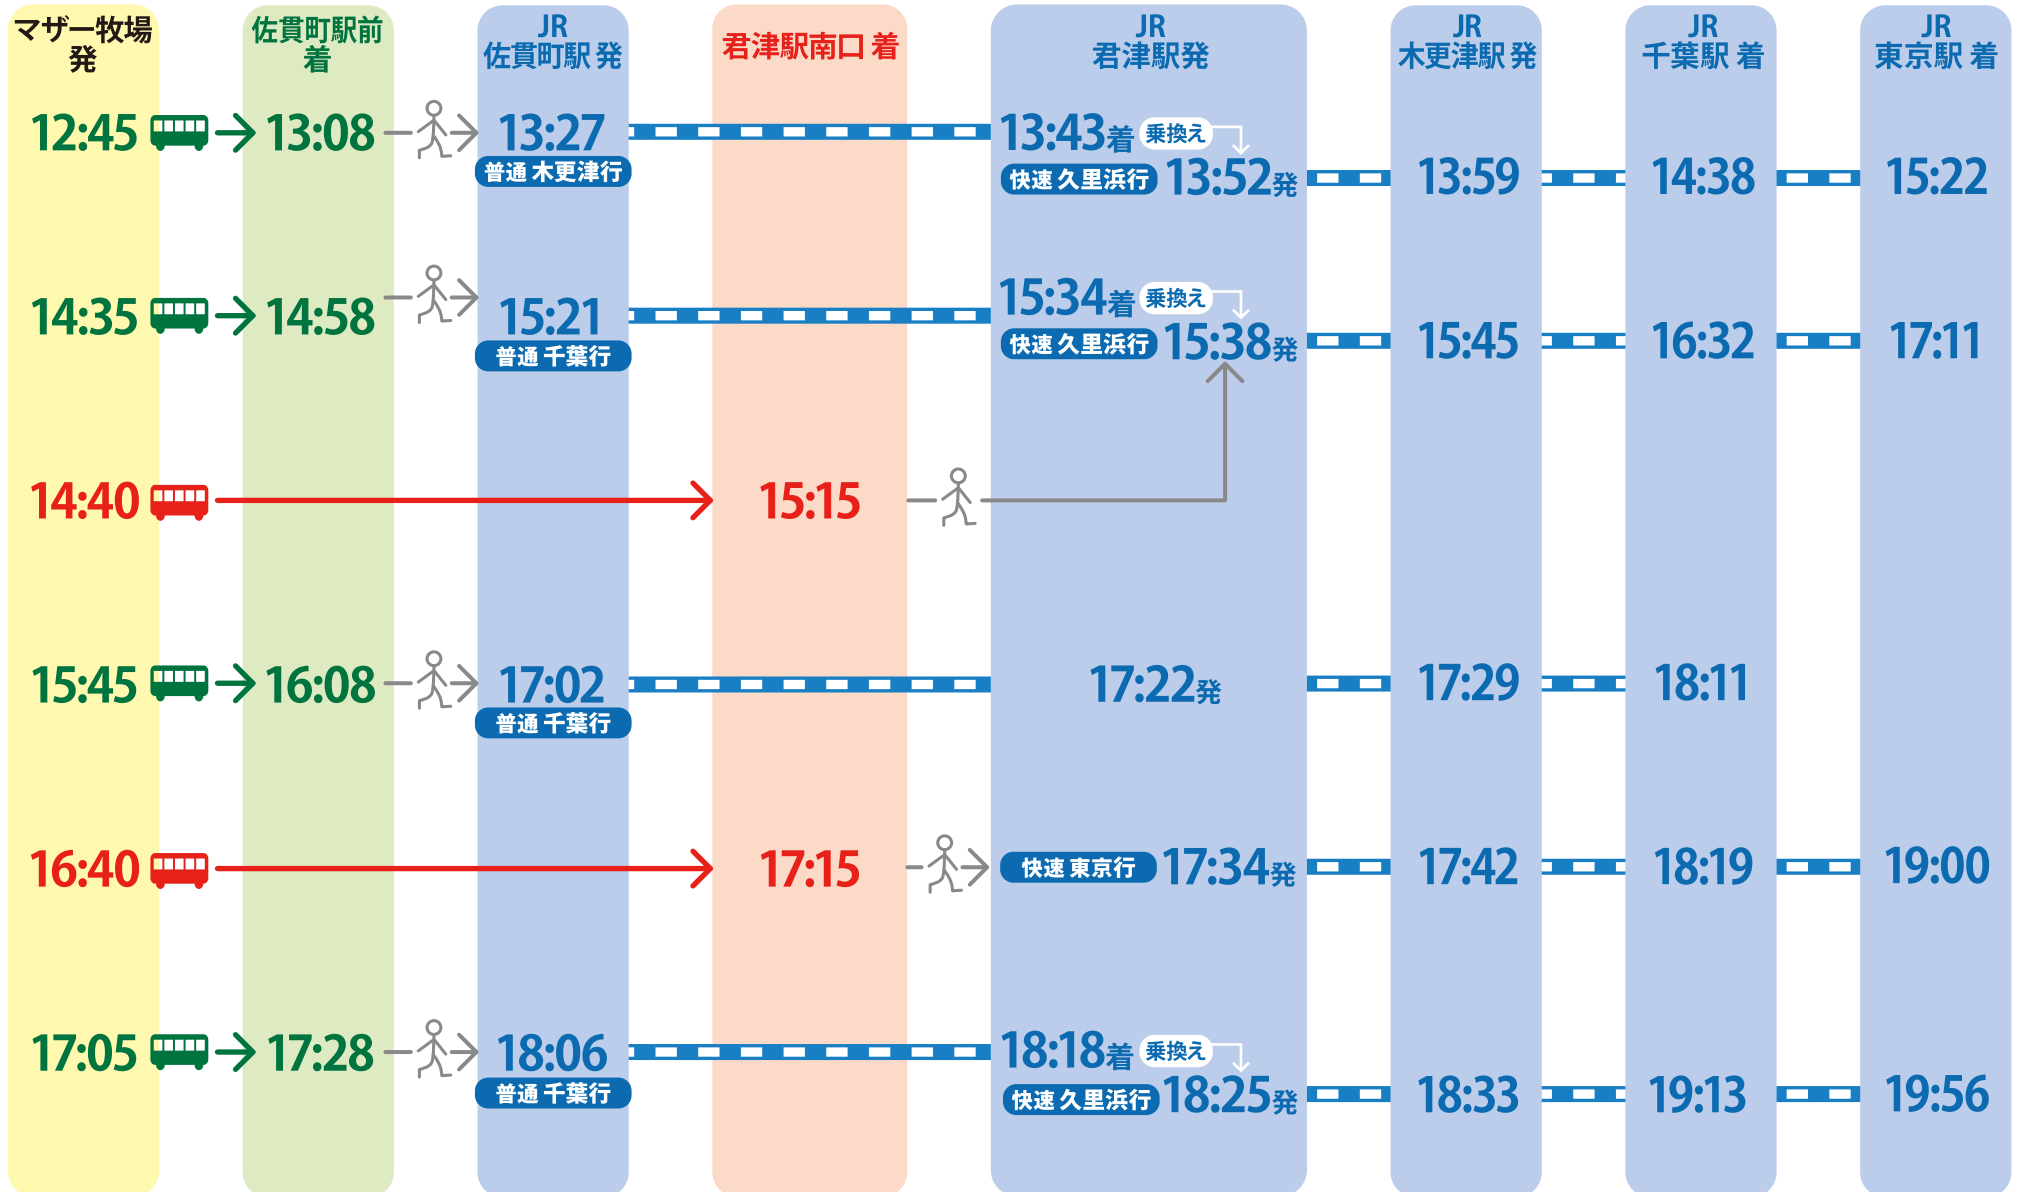 マザー牧場
発
佐貫町駅前
着
JR
佐貫町駅 発
君津駅南口 着
JR
君津駅発
JR
木更津駅 発
JR
千葉駅 着
JR
東京駅 着
12:45
13:08
13:27
普通 木更津行
13:43着
乗換え
快速 久里浜行
13:52発
13:59
14:38
15:22
14:35
14:58
15:21
普通 千葉行
15:34着
乗換え
快速 久里浜行
15:38発
15:45
16:32
17:11
14:40
15:15
15:45
16:08
17:02
普通 千葉行
17:22発
17:29
18:11
16:40
17:15
快速 東京行
17:34発
17:42
18:19
19:00
17:05
17:28
18:06
普通 千葉行
18:18着
乗換え
快速 久里浜行
18:25発
18:33
19:13
19:56